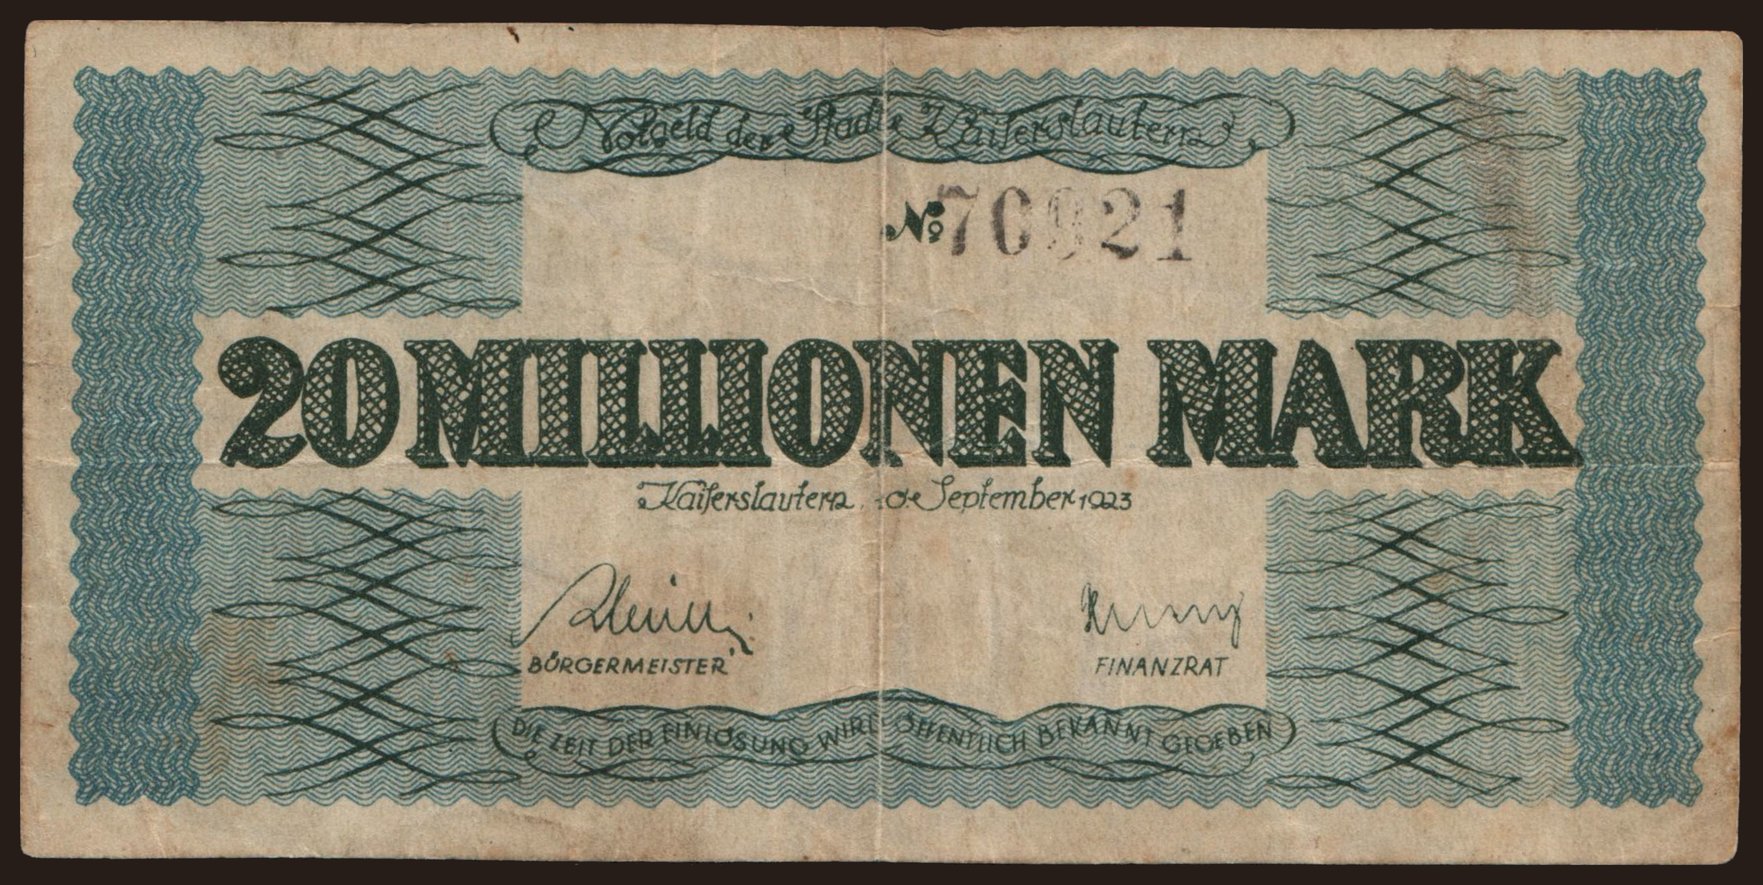 Notgeld der Stadt Kaiserslautern
No 76921
20 MILLIONEN MARK
Kaiserslautern, 10. September 1923
BÜRGERMEISTER
FINANZRAT
DIE ZEIT DER EINLÖSUNG WIRD ÖFFENTLICH BEKANNT GEGEBEN